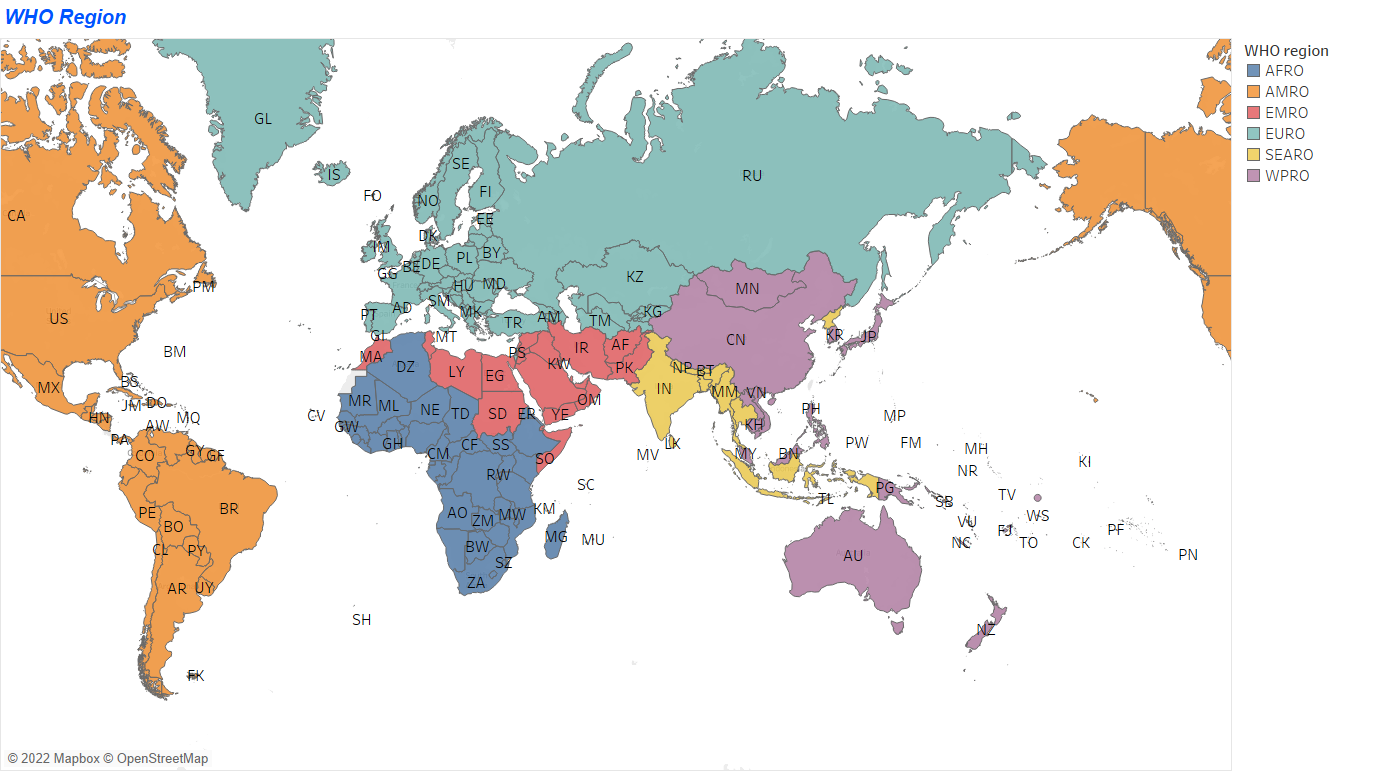 WHO Region
WHO region
AFRO
AMRO
EMRO
EURO
SEARO
WPRO
GL
IS
FO
SE
NO
FI
EE
RU
CA
IM
DK
GG
BE
DE
PL
BY
PM
AD
HU
MD
KZ
MN
US
PT
SM
MK
TR
AM
TM
KG
GI
MT
PS
IR
AF
CN
KR
JP
BM
MA
DZ
LY
EG
KW
PK
NP
BT
MX
BS
IN
JM
DO
MR
ML
NE
TD
SD
ER
YE
OM
MM
VN
HN
AW
MQ
CV
GW
GH
CF
SS
KH
PH
MP
PA
CO
GY
GF
CM
SO
LK
MV
MY
BN
PW
FM
MH
NR
KI
RW
SC
PE
BR
BO
AO
ZM
MW
KM
TL
PG
SB
TV
WS
CL
PY
BW
MG
MU
AU
VU
NC
FJ
TO
CK
PF
PN
AR
UY
ZA
SZ
SH
NZ
FK
© 2022 Mapbox © OpenStreetMap